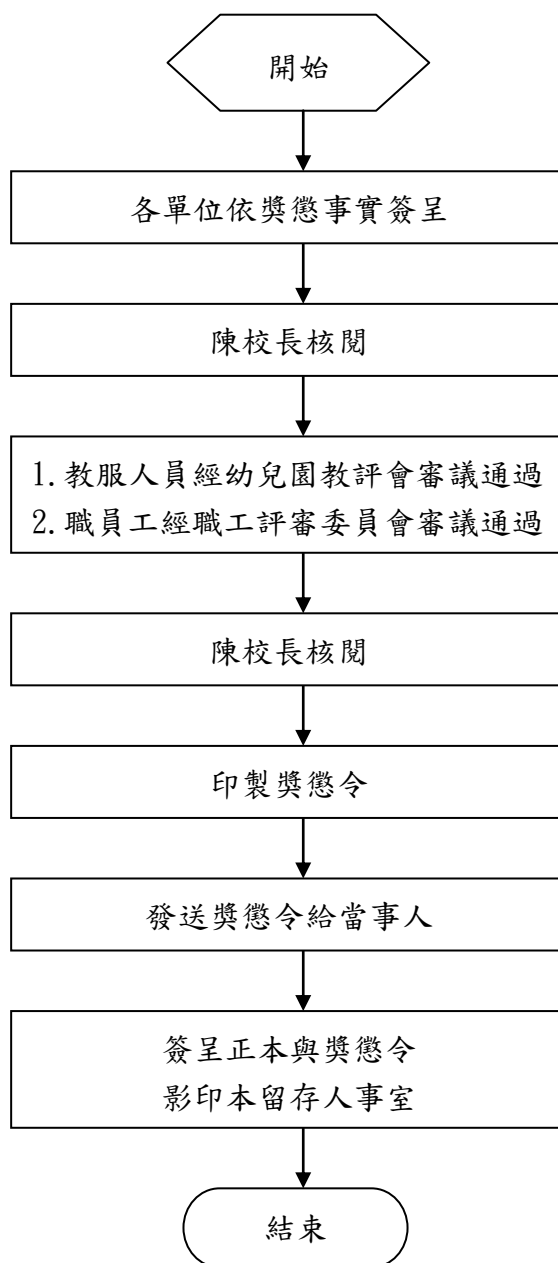 開始
各單位依獎懲事實簽呈
陳校長核閱
1.教服人員經幼兒園教評會審議通過
2.職員工經職工評審委員會審議通過
陳校長核閱
印製獎懲令
發送獎懲令給當事人
簽呈正本與獎懲令
影印本留存人事室
結束